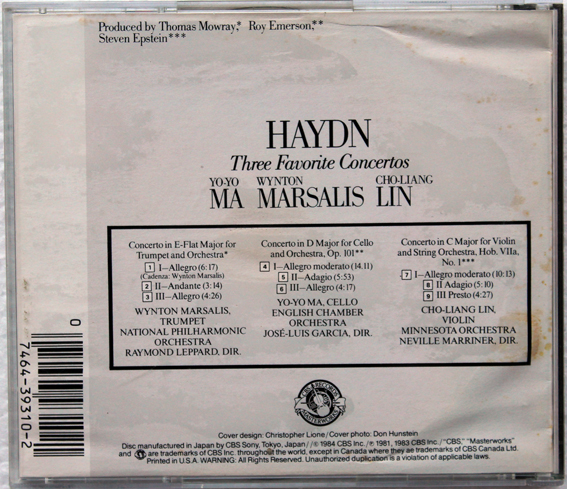 Produced by Thomas Mowray,* Roy Emerson,**
Steven Epstein***
HAYDN
Three Favorite Concertos
YO-YO MA
WYNTON MARSALIS
CHO-LIANG LIN
Concerto in E-Flat Major for
Trumpet and Orchestra*
1 I—Allegro (6:17)
(Cadenza: Wynton Marsalis)
2 II—Andante (3:14)
3 III—Allegro (4:26)
WYNTON MARSALIS,
TRUMPET
NATIONAL PHILHARMONIC
ORCHESTRA
RAYMOND LEPPARD, DIR.
Concerto in D Major for Cello
and Orchestra, Op. 101**
4 I—Allegro moderato (14.11)
5 II—Adagio (5:53)
6 III—Allegro (4:17)
YO-YO MA, CELLO
ENGLISH CHAMBER
ORCHESTRA
JOSÉ-LUIS GARCIA, DIR.
Concerto in C Major for Violin
and String Orchestra, Hob. VIIa,
No. 1***
7 I—Allegro moderato (10:13)
8 II Adagio (5:10)
9 III Presto (4:27)
CHO-LIANG LIN,
VIOLIN
MINNESOTA ORCHESTRA
NEVILLE MARRINER, DIR.
0
7464-39310-2
CBS RECORDS
MASTERWORKS
Cover design: Christopher Lione/Cover photo: Don Hunstein
Disc manufactured in Japan by CBS Sony, Tokyo, Japan./℗ 1984 CBS Inc./℗ 1981, 1983 CBS Inc./"CBS," "Masterworks"
and are trademarks of CBS Inc. throughout the world, except in Canada where they are trademarks of CBS Canada Ltd.
Printed in U.S.A. WARNING: All Rights Reserved. Unauthorized duplication is a violation of applicable laws.